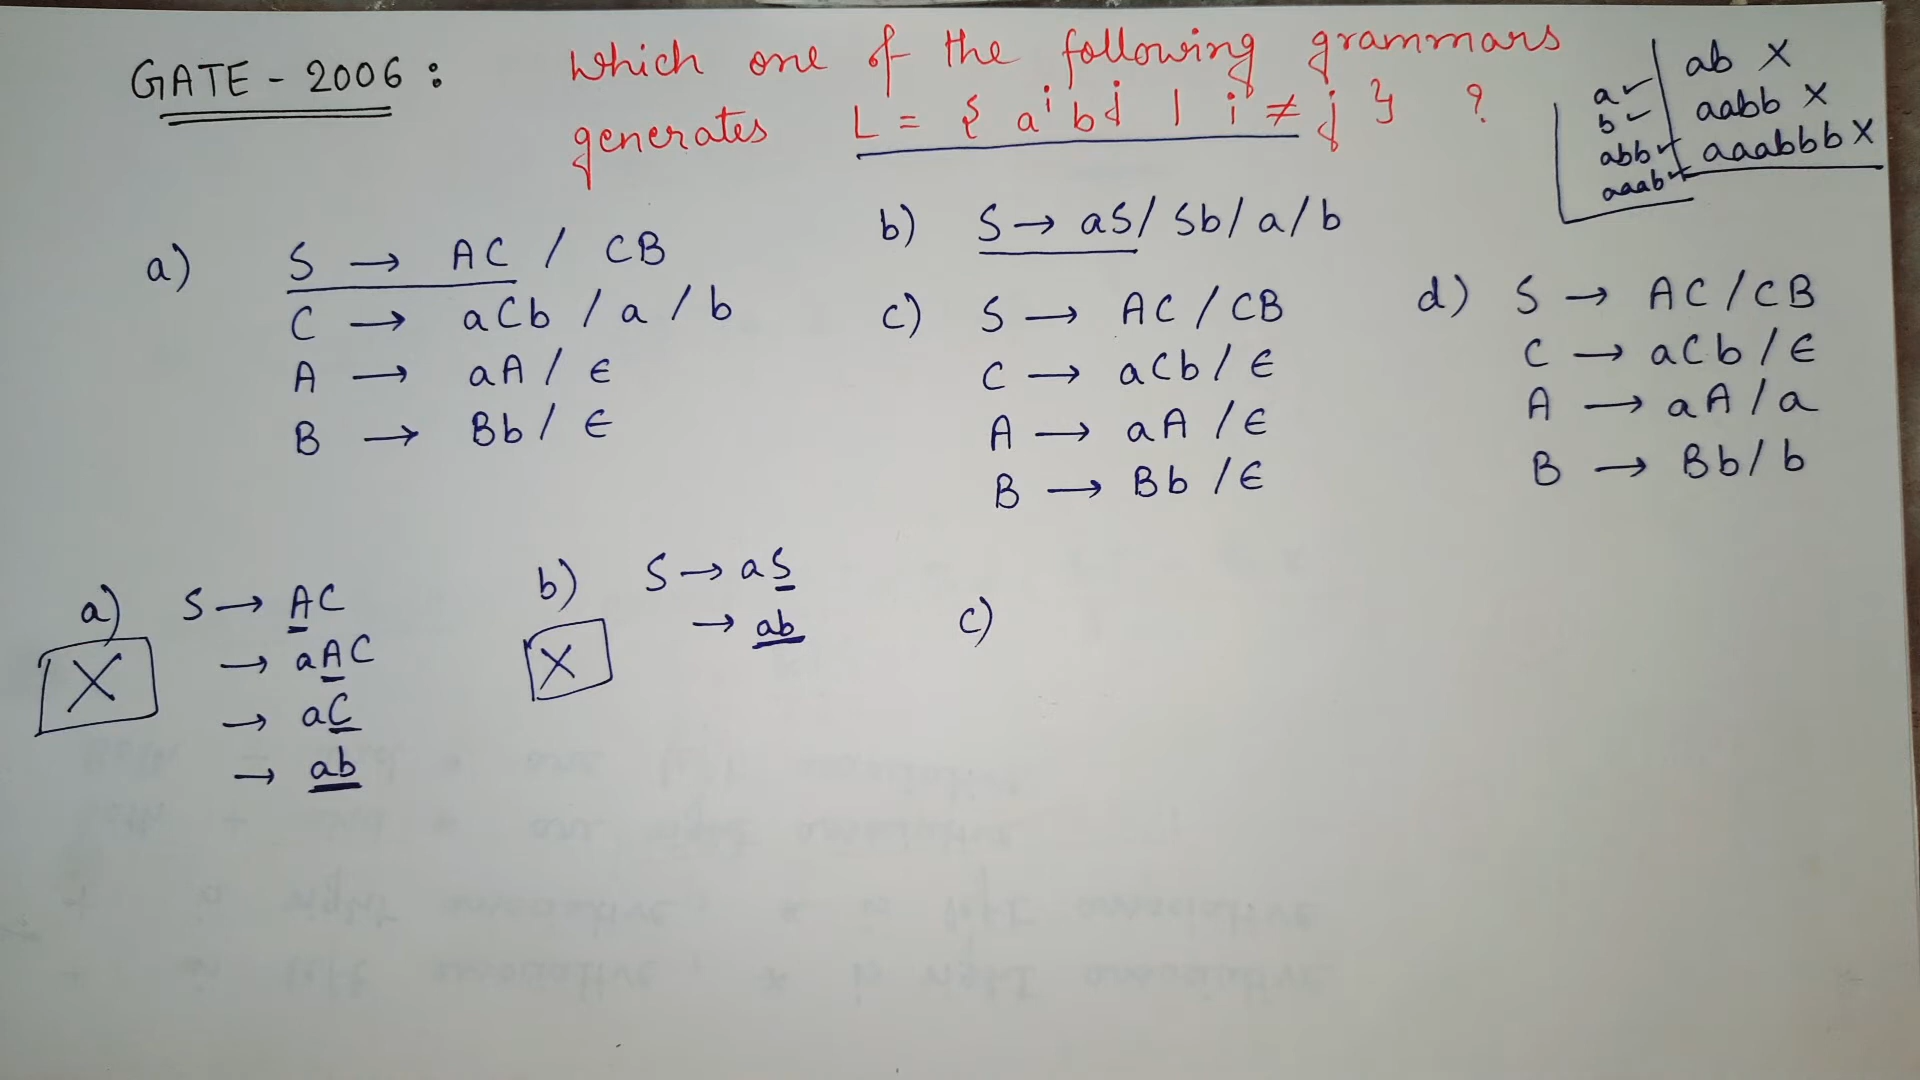 GATE - 2006 : Which one of the following grammars
generates L = { a^i b^j | i ≠ j } ?
a ✓
b ✓
abb ✓
aaab ✓
ab X
aabb X
aaabbb X
a) S → AC / CB
C → aCb / a / b
A → aA / ϵ
B → Bb / ϵ
b) S → aS / Sb / a / b
c) S → AC / CB
C → aCb / ϵ
A → aA / ϵ
B → Bb / ϵ
d) S → AC / CB
C → aCb / ϵ
A → aA / a
B → Bb / b
a) S → AC
→ aAC
→ aC
→ ab
X
b) S → aS
→ ab
X
c)